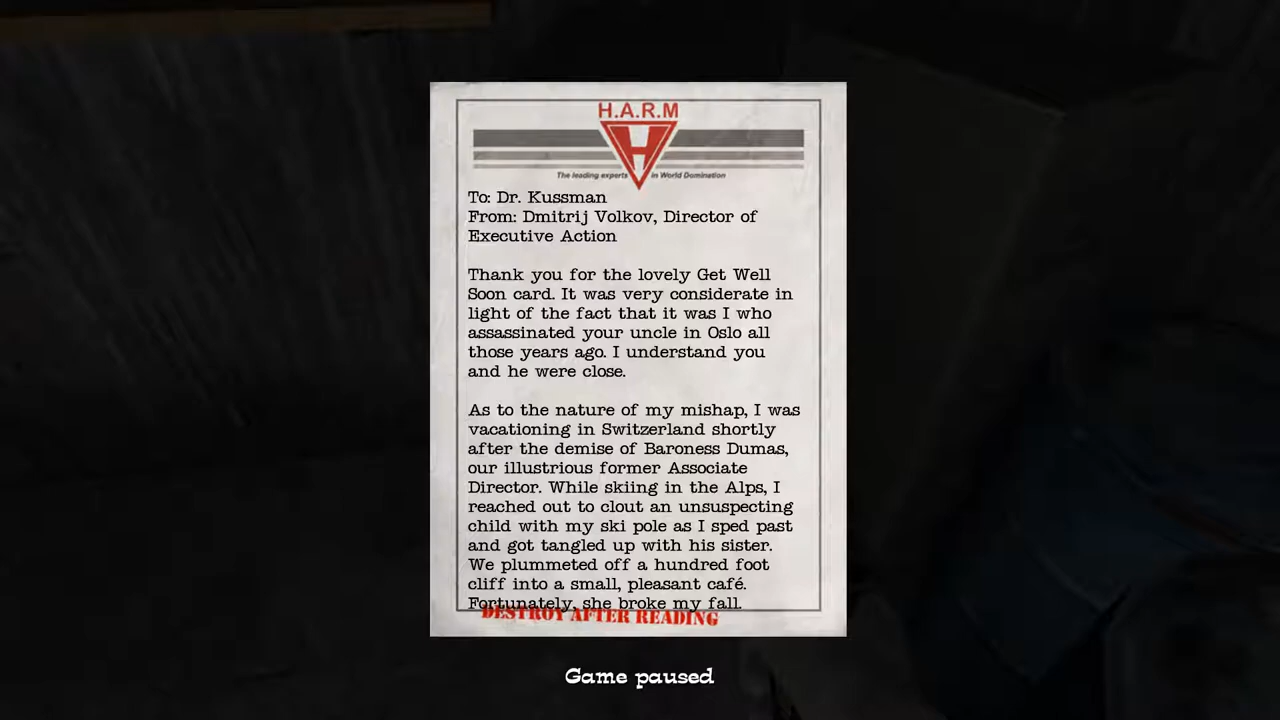 H.A.R.M
H
The leading experts in World Domination
To: Dr. Kussman
From: Dmitrij Volkov, Director of
Executive Action
Thank you for the lovely Get Well
Soon card. It was very considerate in
light of the fact that it was I who
assassinated your uncle in Oslo all
those years ago. I understand you
and he were close.
As to the nature of my mishap, I was
vacationing in Switzerland shortly
after the demise of Baroness Dumas,
our illustrious former Associate
Director. While skiing in the Alps, I
reached out to clout an unsuspecting
child with my ski pole as I sped past
and got tangled up with his sister.
We plummeted off a hundred foot
cliff into a small, pleasant café.
Fortunately, she broke my fall.
DESTROY AFTER READING
Game paused